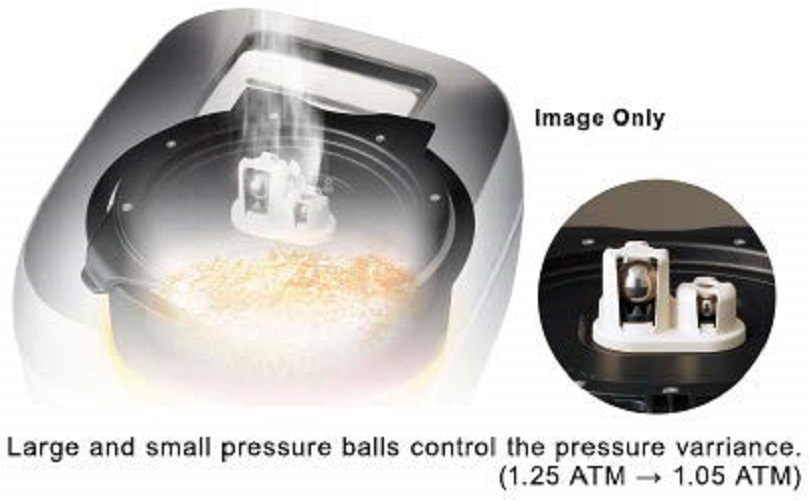 Image Only
Large and small pressure balls control the pressure varriance.
(1.25 ATM → 1.05 ATM)